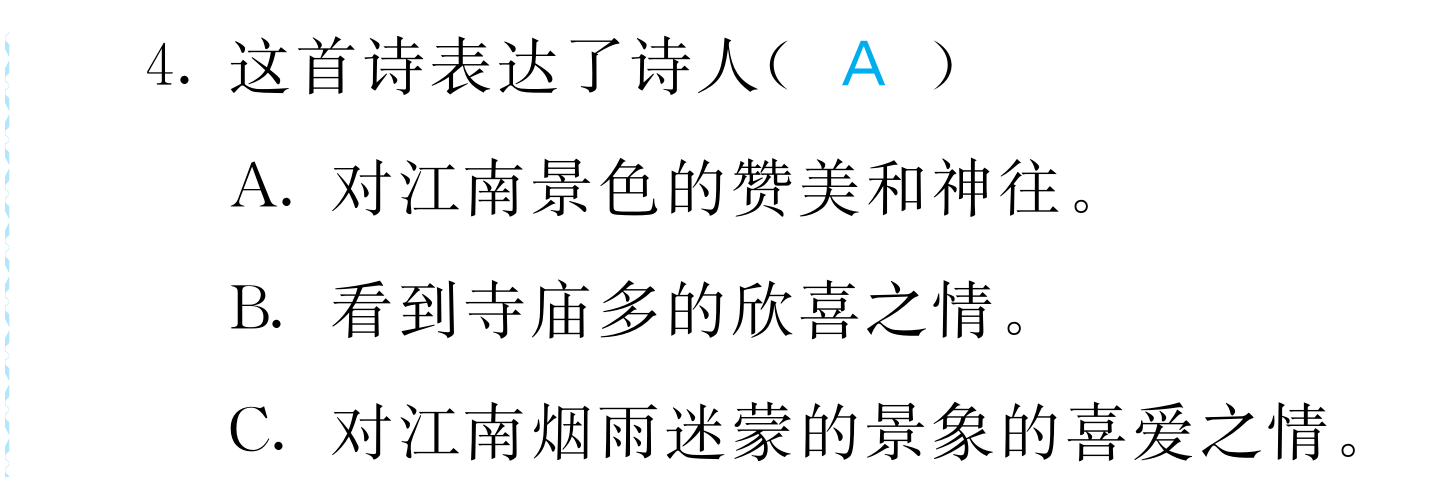 4. 这首诗表达了诗人( A )
A. 对江南景色的赞美和神往。
B. 看到寺庙多的欣喜之情。
C. 对江南烟雨迷蒙的景象的喜爱之情。